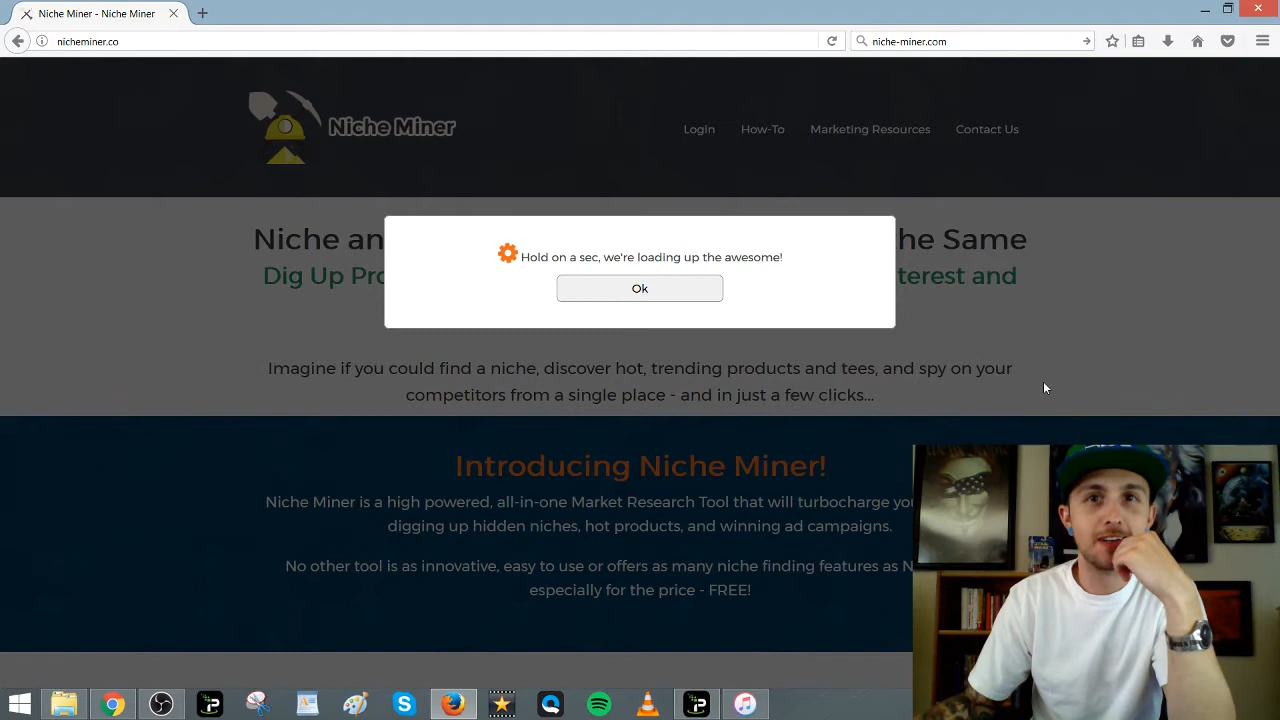 Niche Miner - Niche Miner
nicheminer.co
niche-miner.com
Niche Miner
Login How-To Marketing Resources Contact Us
Niche an he Same
Dig Up Pro terest and
Hold on a sec, we're loading up the awesome!
Ok
Imagine if you could find a niche, discover hot, trending products and tees, and spy on your
competitors from a single place - and in just a few clicks...
Introducing Niche Miner!
Niche Miner is a high powered, all-in-one Market Research Tool that will turbocharge yo
digging up hidden niches, hot products, and winning ad campaigns.
No other tool is as innovative, easy to use or offers as many niche finding features as N
especially for the price - FREE!